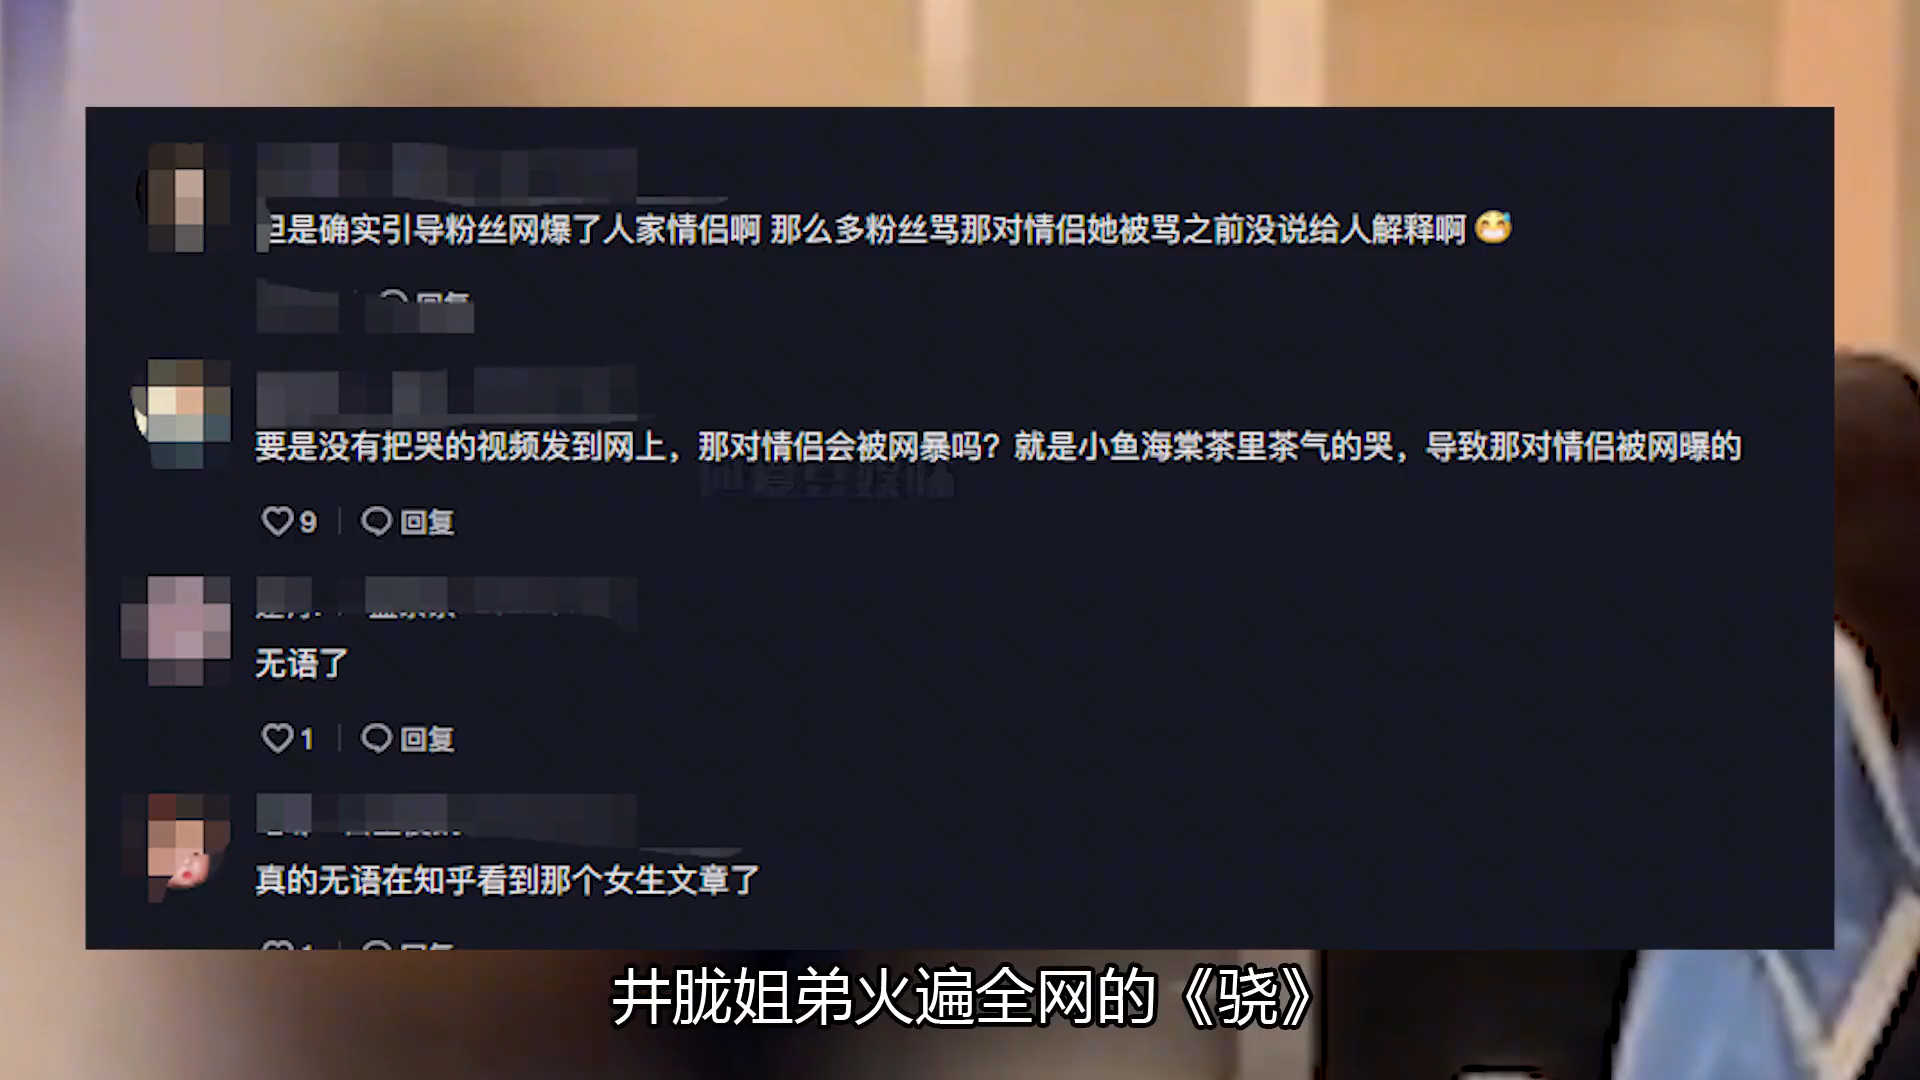 但是确实引导粉丝网爆了人家情侣啊 那么多粉丝骂那对情侣她被骂之前没说给人解释啊😅
回复
要是没有把哭的视频发到网上，那对情侣会被网暴吗？就是小鱼海棠茶里茶气的哭，导致那对情侣被网曝的
9 回复
无语了
1 回复
真的无语在知乎看到那个女生文章了
1 回复
井胧姐弟火遍全网的《骁》